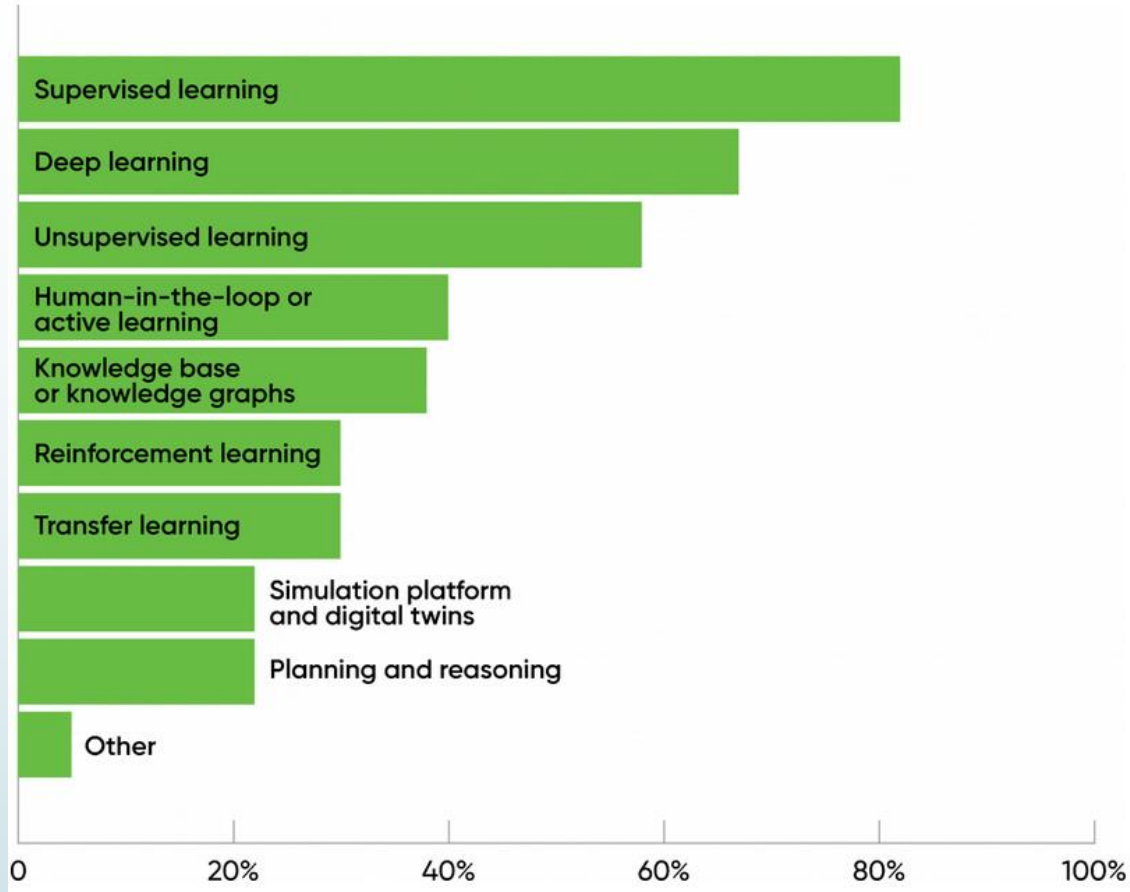 Supervised learning
Deep learning
Unsupervised learning
Human-in-the-loop or
active learning
Knowledge base
or knowledge graphs
Reinforcement learning
Transfer learning
Simulation platform
and digital twins
Planning and reasoning
Other
0 20% 40% 60% 80% 100%